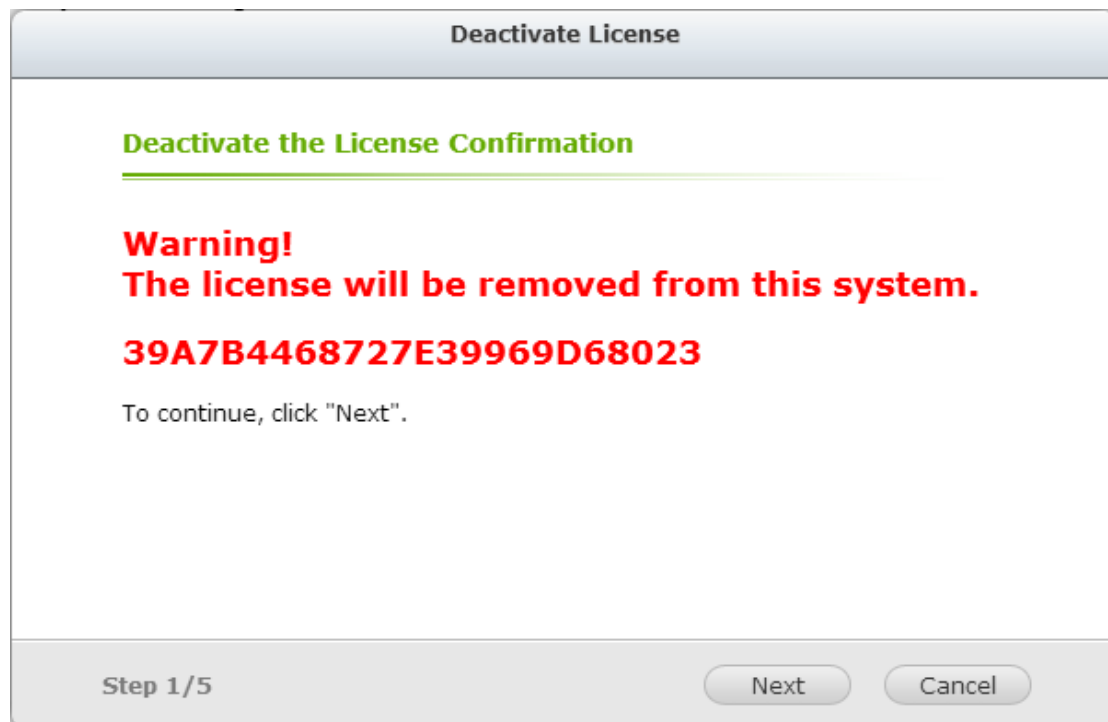 Deactivate License
Deactivate the License Confirmation
Warning!
The license will be removed from this system.
39A7B4468727E39969D68023
To continue, click "Next".
Step 1/5
Next
Cancel